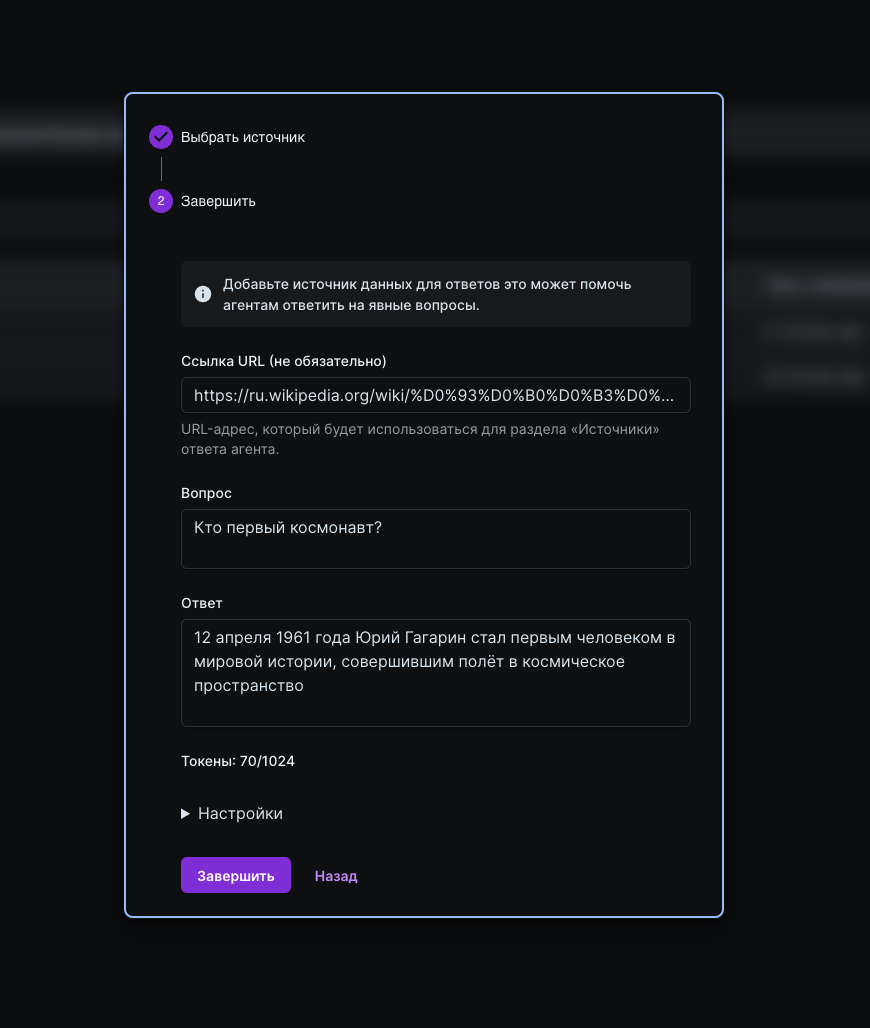 Выбрать источник
2
Завершить
Добавьте источник данных для ответов это может помочь
агентам ответить на явные вопросы.
Ссылка URL (не обязательно)
https://ru.wikipedia.org/wiki/%D0%93%D0%B0%D0%B3%D0%...
URL-адрес, который будет использоваться для раздела «Источники»
ответа агента.
Вопрос
Кто первый космонавт?
Ответ
12 апреля 1961 года Юрий Гагарин стал первым человеком в
мировой истории, совершившим полёт в космическое
пространство
Токены: 70/1024
Настройки
Завершить Назад